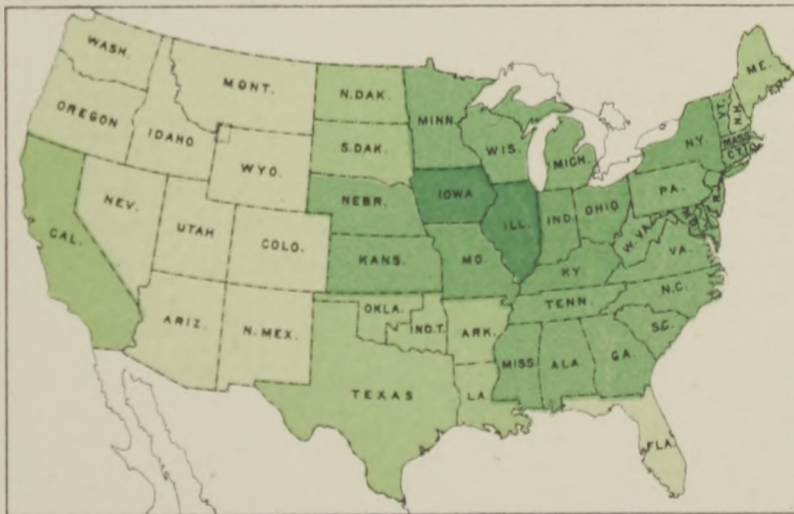 WASH.
OREGON
IDAHO
MONT.
WYO.
NEV.
UTAH
COLO.
CAL.
ARIZ.
N. MEX.
N. DAK.
S. DAK.
NEBR.
KANS.
OKLA.
IND.T.
TEXAS
MINN.
IOWA
MO.
ARK.
LA.
WIS.
ILL.
MICH.
IND.
OHIO
KY.
TENN.
MISS.
ALA.
GA.
FLA.
S.C.
N.C.
VA.
W.VA.
PA.
N.Y.
VT.
N.H.
ME.
MASS.